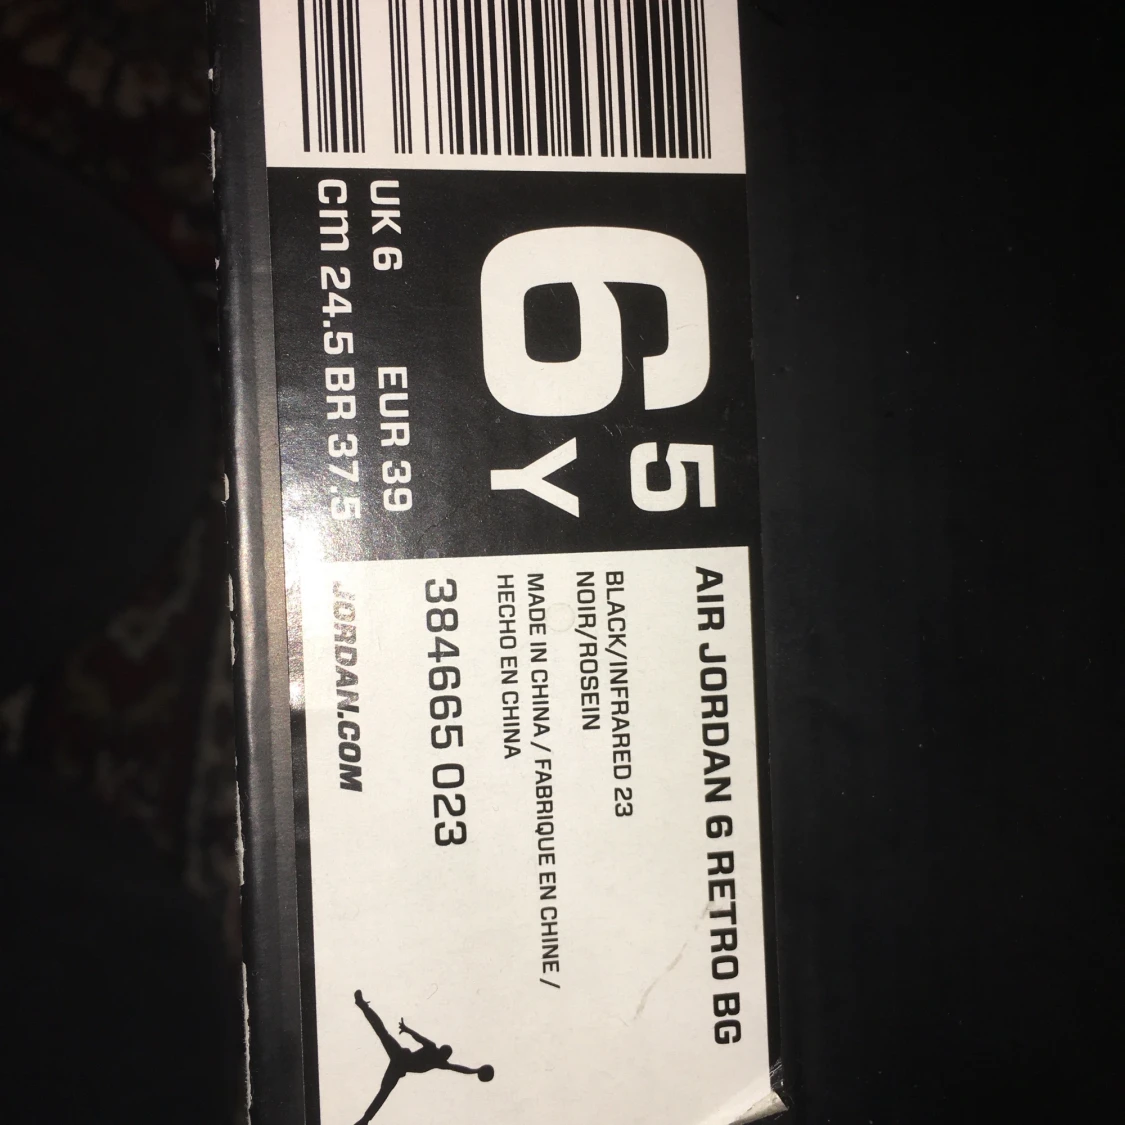 6.5Y
UK 6 EUR 39
cm 24.5 BR 37.5
AIR JORDAN 6 RETRO BG
BLACK/INFRARED 23
NOIR/ROSEIN
MADE IN CHINA / FABRIQUE EN CHINE /
HECHO EN CHINA
384665 023
JORDAN.COM